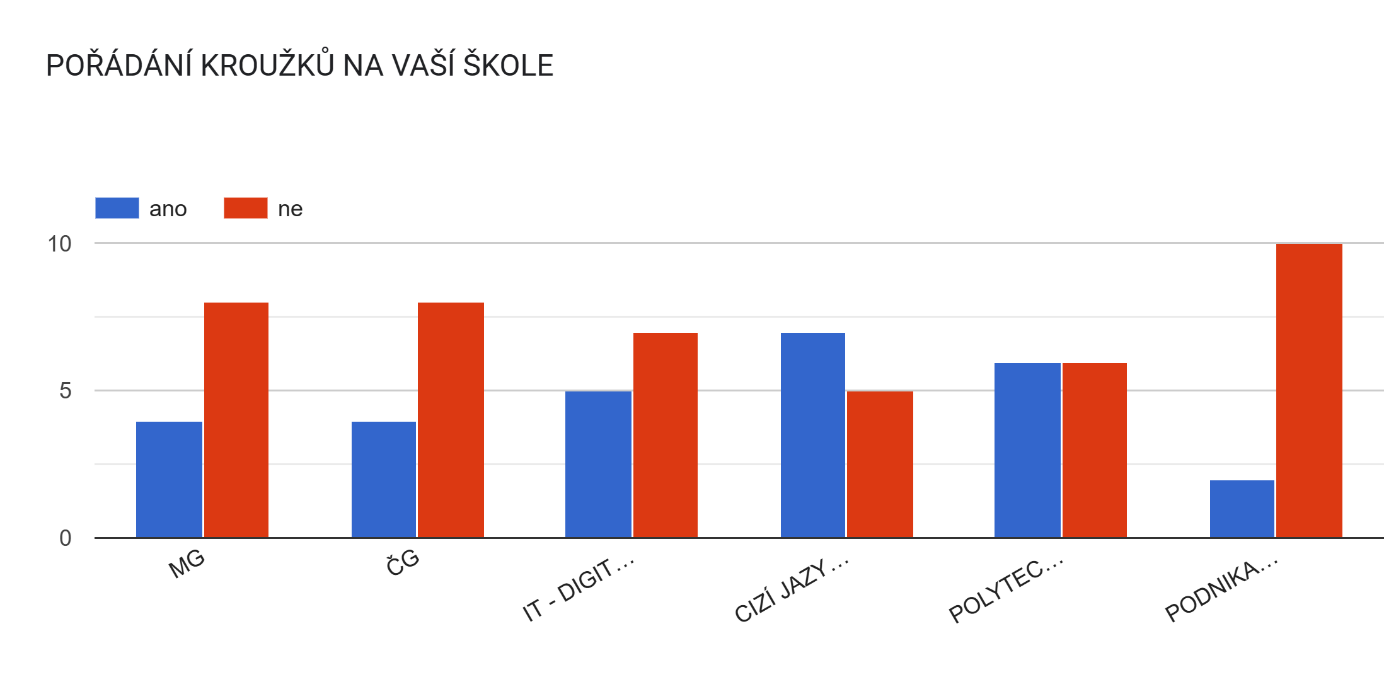 POŘÁDÁNÍ KROUŽKŮ NA VAŠÍ ŠKOLE
ano ne
10
5
0
MG ČG IT - DIGIT… CIZÍ JAZY… POLYTEC… PODNIKA…